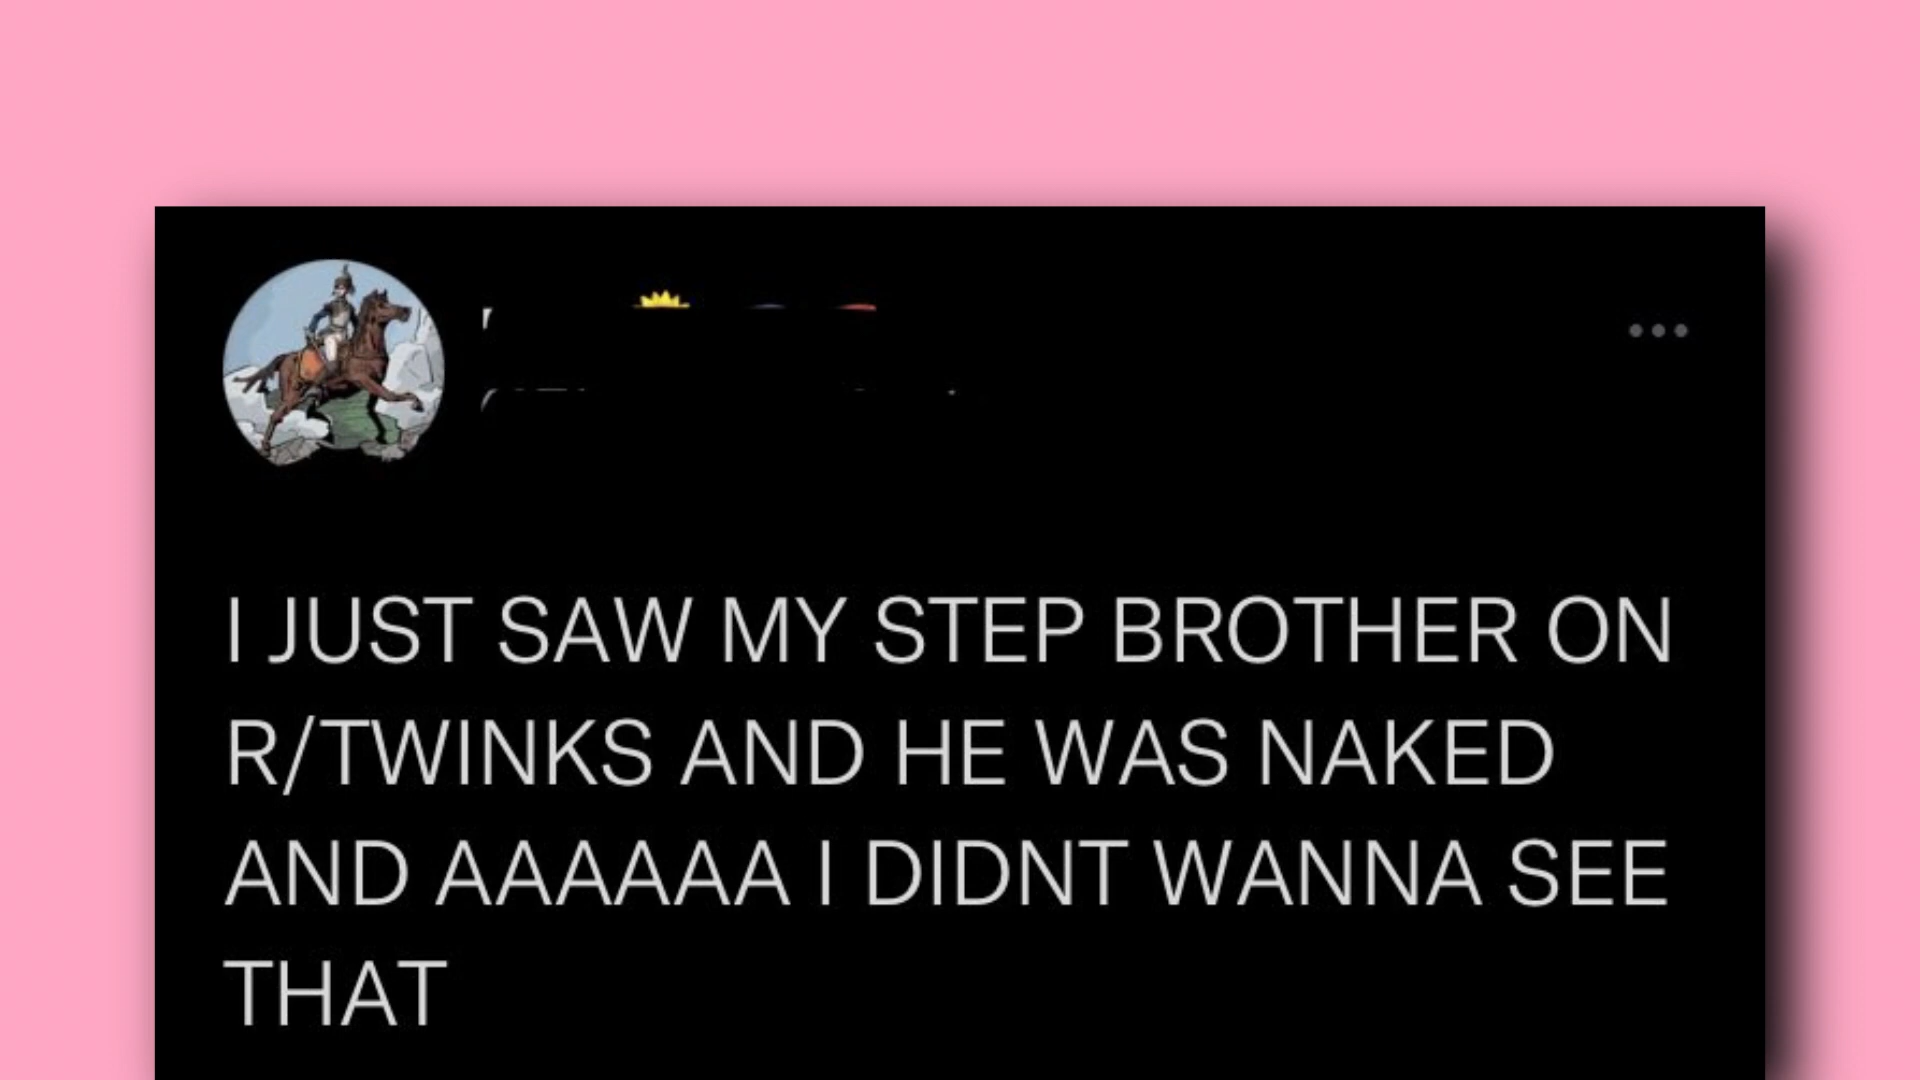 I JUST SAW MY STEP BROTHER ON
R/TWINKS AND HE WAS NAKED
AND AAAAAA I DIDNT WANNA SEE
THAT